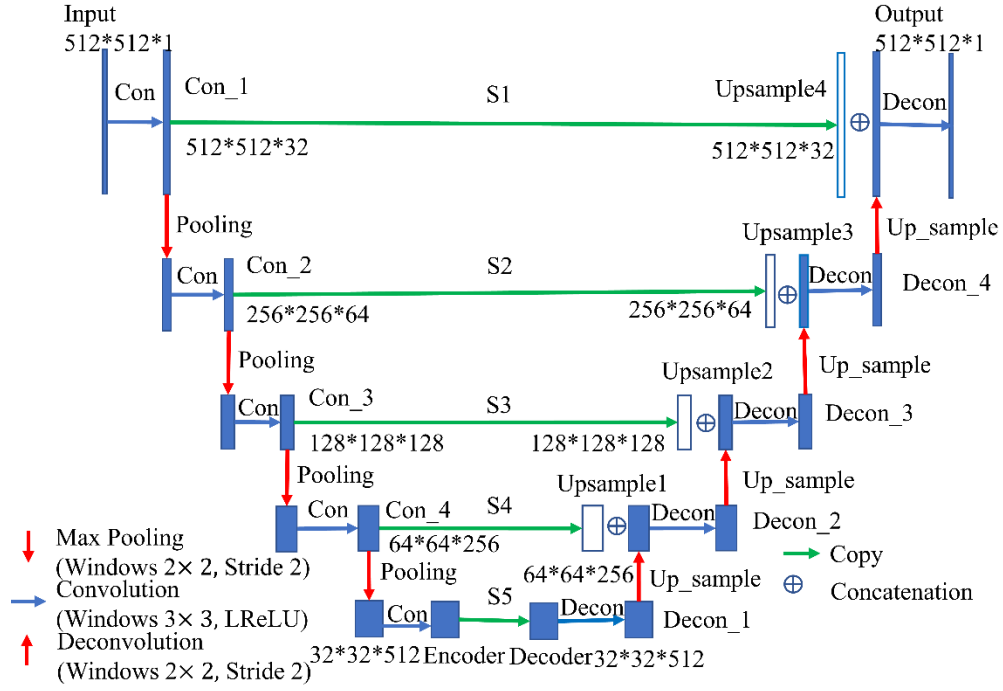 Input
512*512*1
Output
512*512*1
Con
Con_1
S1
Upsample4
Decon
512*512*32
512*512*32
Pooling
Up_sample
Con
Con_2
S2
Upsample3
Decon
Decon_4
256*256*64
256*256*64
Pooling
Up_sample
Con
Con_3
S3
Upsample2
Decon
Decon_3
128*128*128
128*128*128
Pooling
Up_sample
Con
Con_4
S4
Upsample1
Decon
Decon_2
64*64*256
64*64*256
Pooling
Up_sample
Con
S5
Decon
Decon_1
32*32*512 Encoder Decoder 32*32*512
Max Pooling
(Windows 2× 2, Stride 2)
Convolution
(Windows 3× 3, LReLU)
Deconvolution
(Windows 2× 2, Stride 2)
Copy
Concatenation